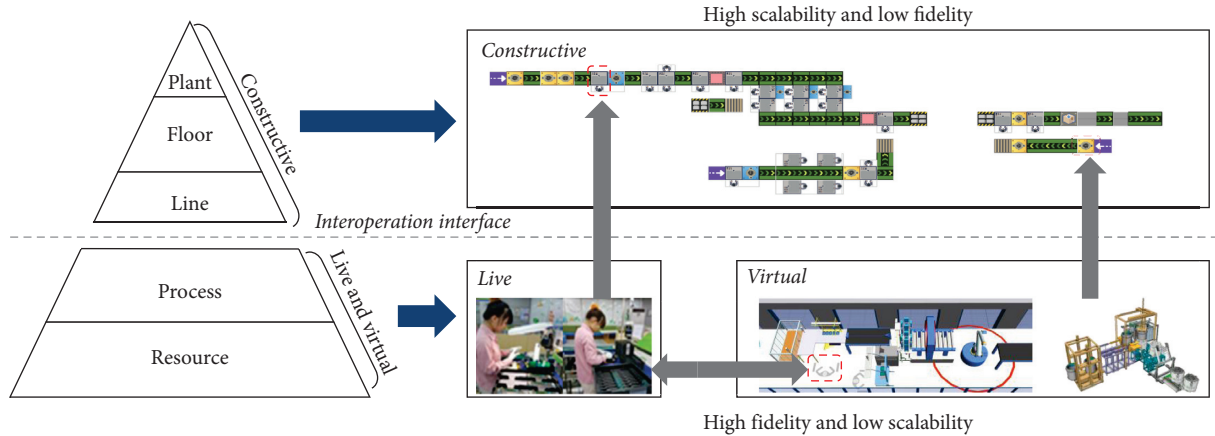 High scalability and low fidelity
Constructive
Plant
Floor
Line
Constructive
Interoperation interface
Process
Resource
Live and virtual
Live
Virtual
High fidelity and low scalability